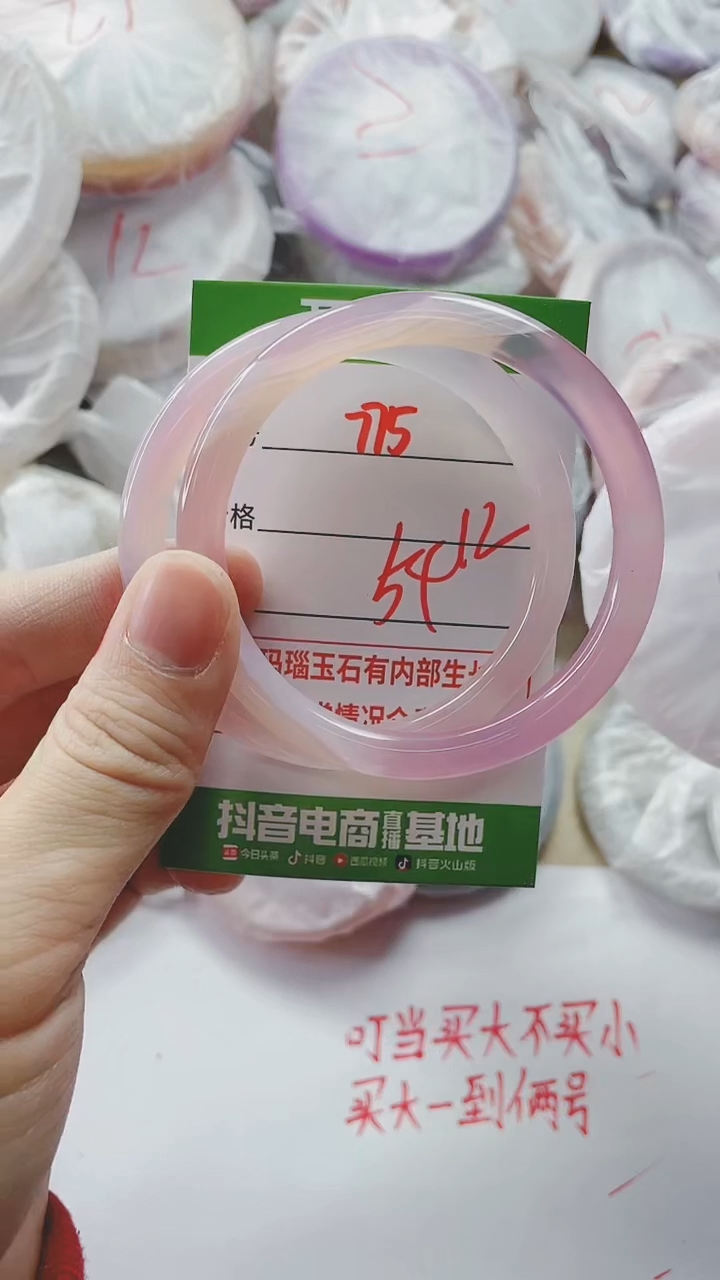 12
775
格
54 12
玛瑙玉石有内部生长
抖音电商直播基地
今日头条 抖音 西瓜视频 抖音火山版
叮当买大不买小
买大一到俩号